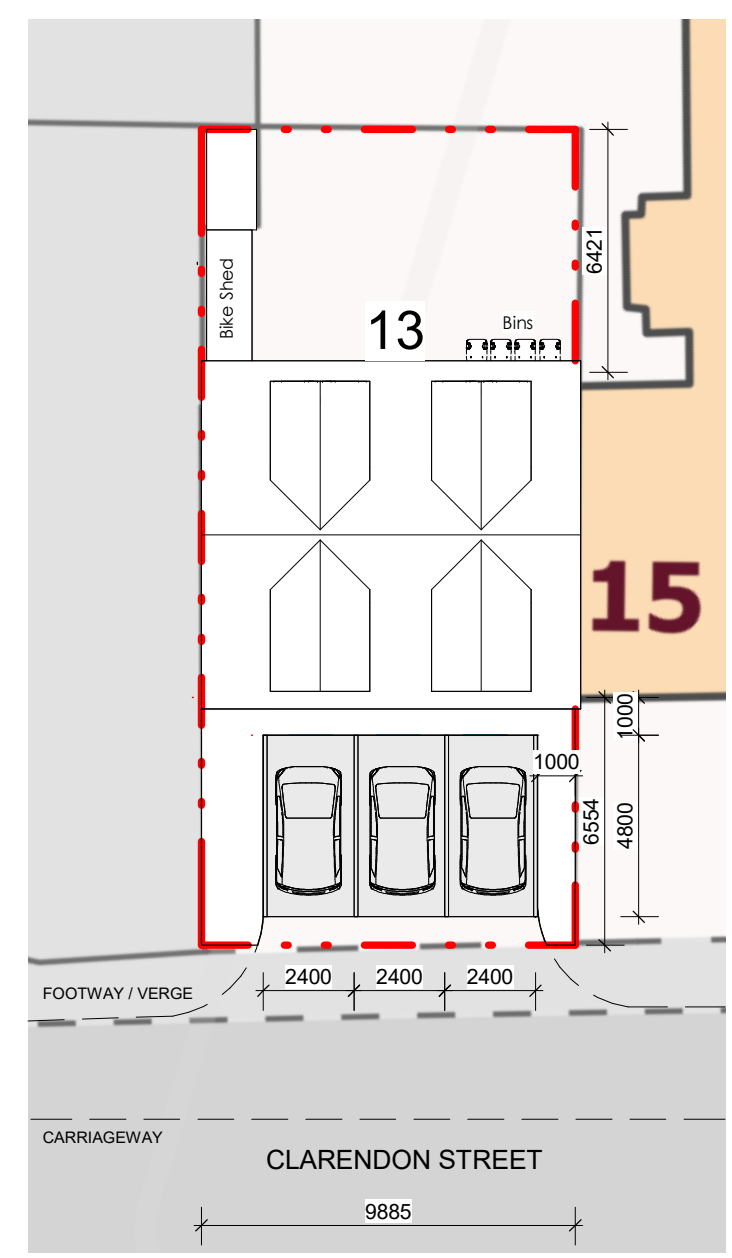 6421
Bike Shed
13
Bins
15
1000
1000
6554
4800
2400 2400 2400
FOOTWAY / VERGE
CARRIAGEWAY
CLARENDON STREET
9885